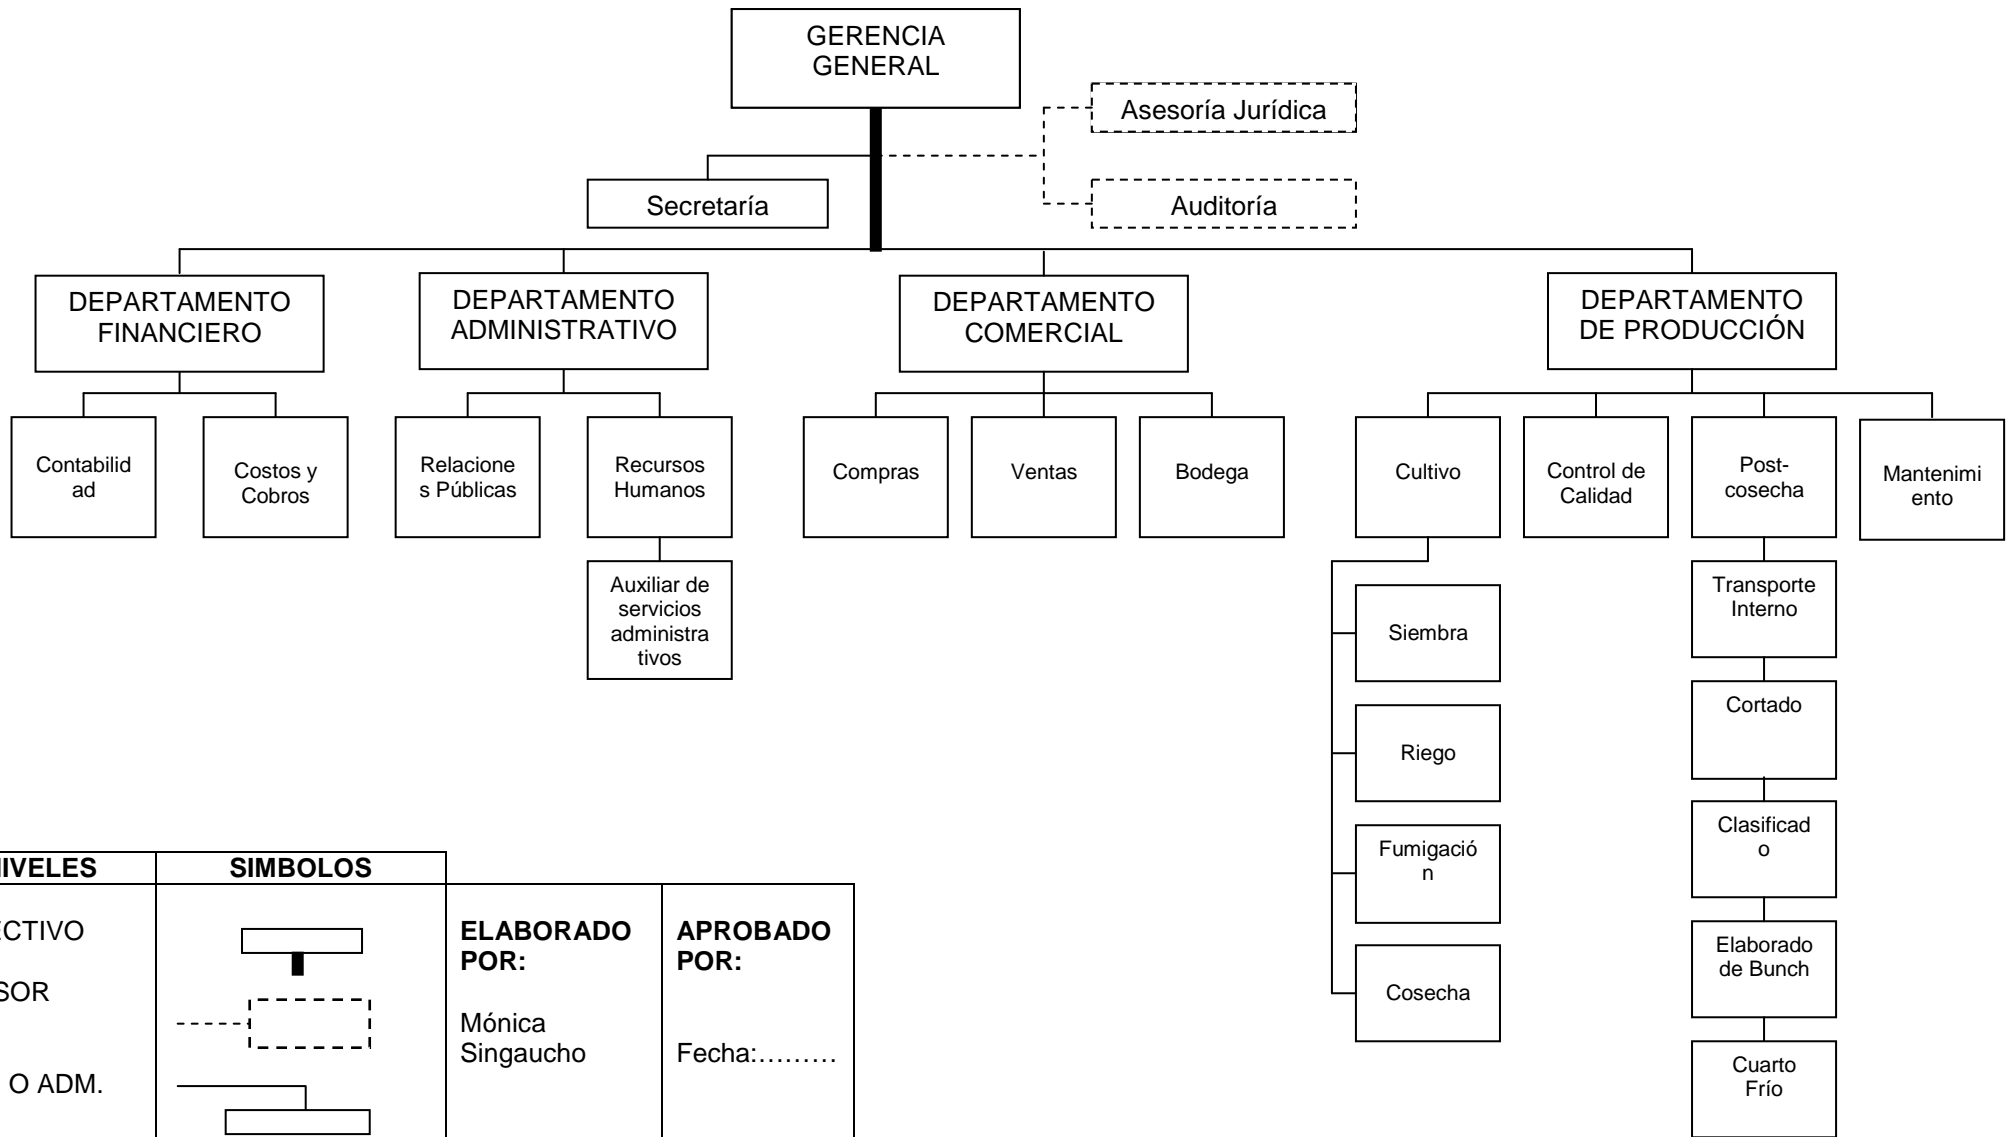 GERENCIA
GENERAL
Asesoría Jurídica
Secretaría
Auditoría
DEPARTAMENTO
FINANCIERO
DEPARTAMENTO
ADMINISTRATIVO
DEPARTAMENTO
COMERCIAL
DEPARTAMENTO
DE PRODUCCIÓN
Contabilid
ad
Costos y
Cobros
Relacione
s Públicas
Recursos
Humanos
Compras
Ventas
Bodega
Cultivo
Control de
Calidad
Post-
cosecha
Mantenimi
ento
Auxiliar de
servicios
administra
tivos
Siembra
Riego
Fumigació
n
Cosecha
Transporte
Interno
Cortado
Clasificad
o
Elaborado
de Bunch
Cuarto
Frío
IVELES
SIMBOLOS
ECTIVO
SOR
O ADM.
ELABORADO
POR:
Mónica
Singaucho
APROBADO
POR:
Fecha:………